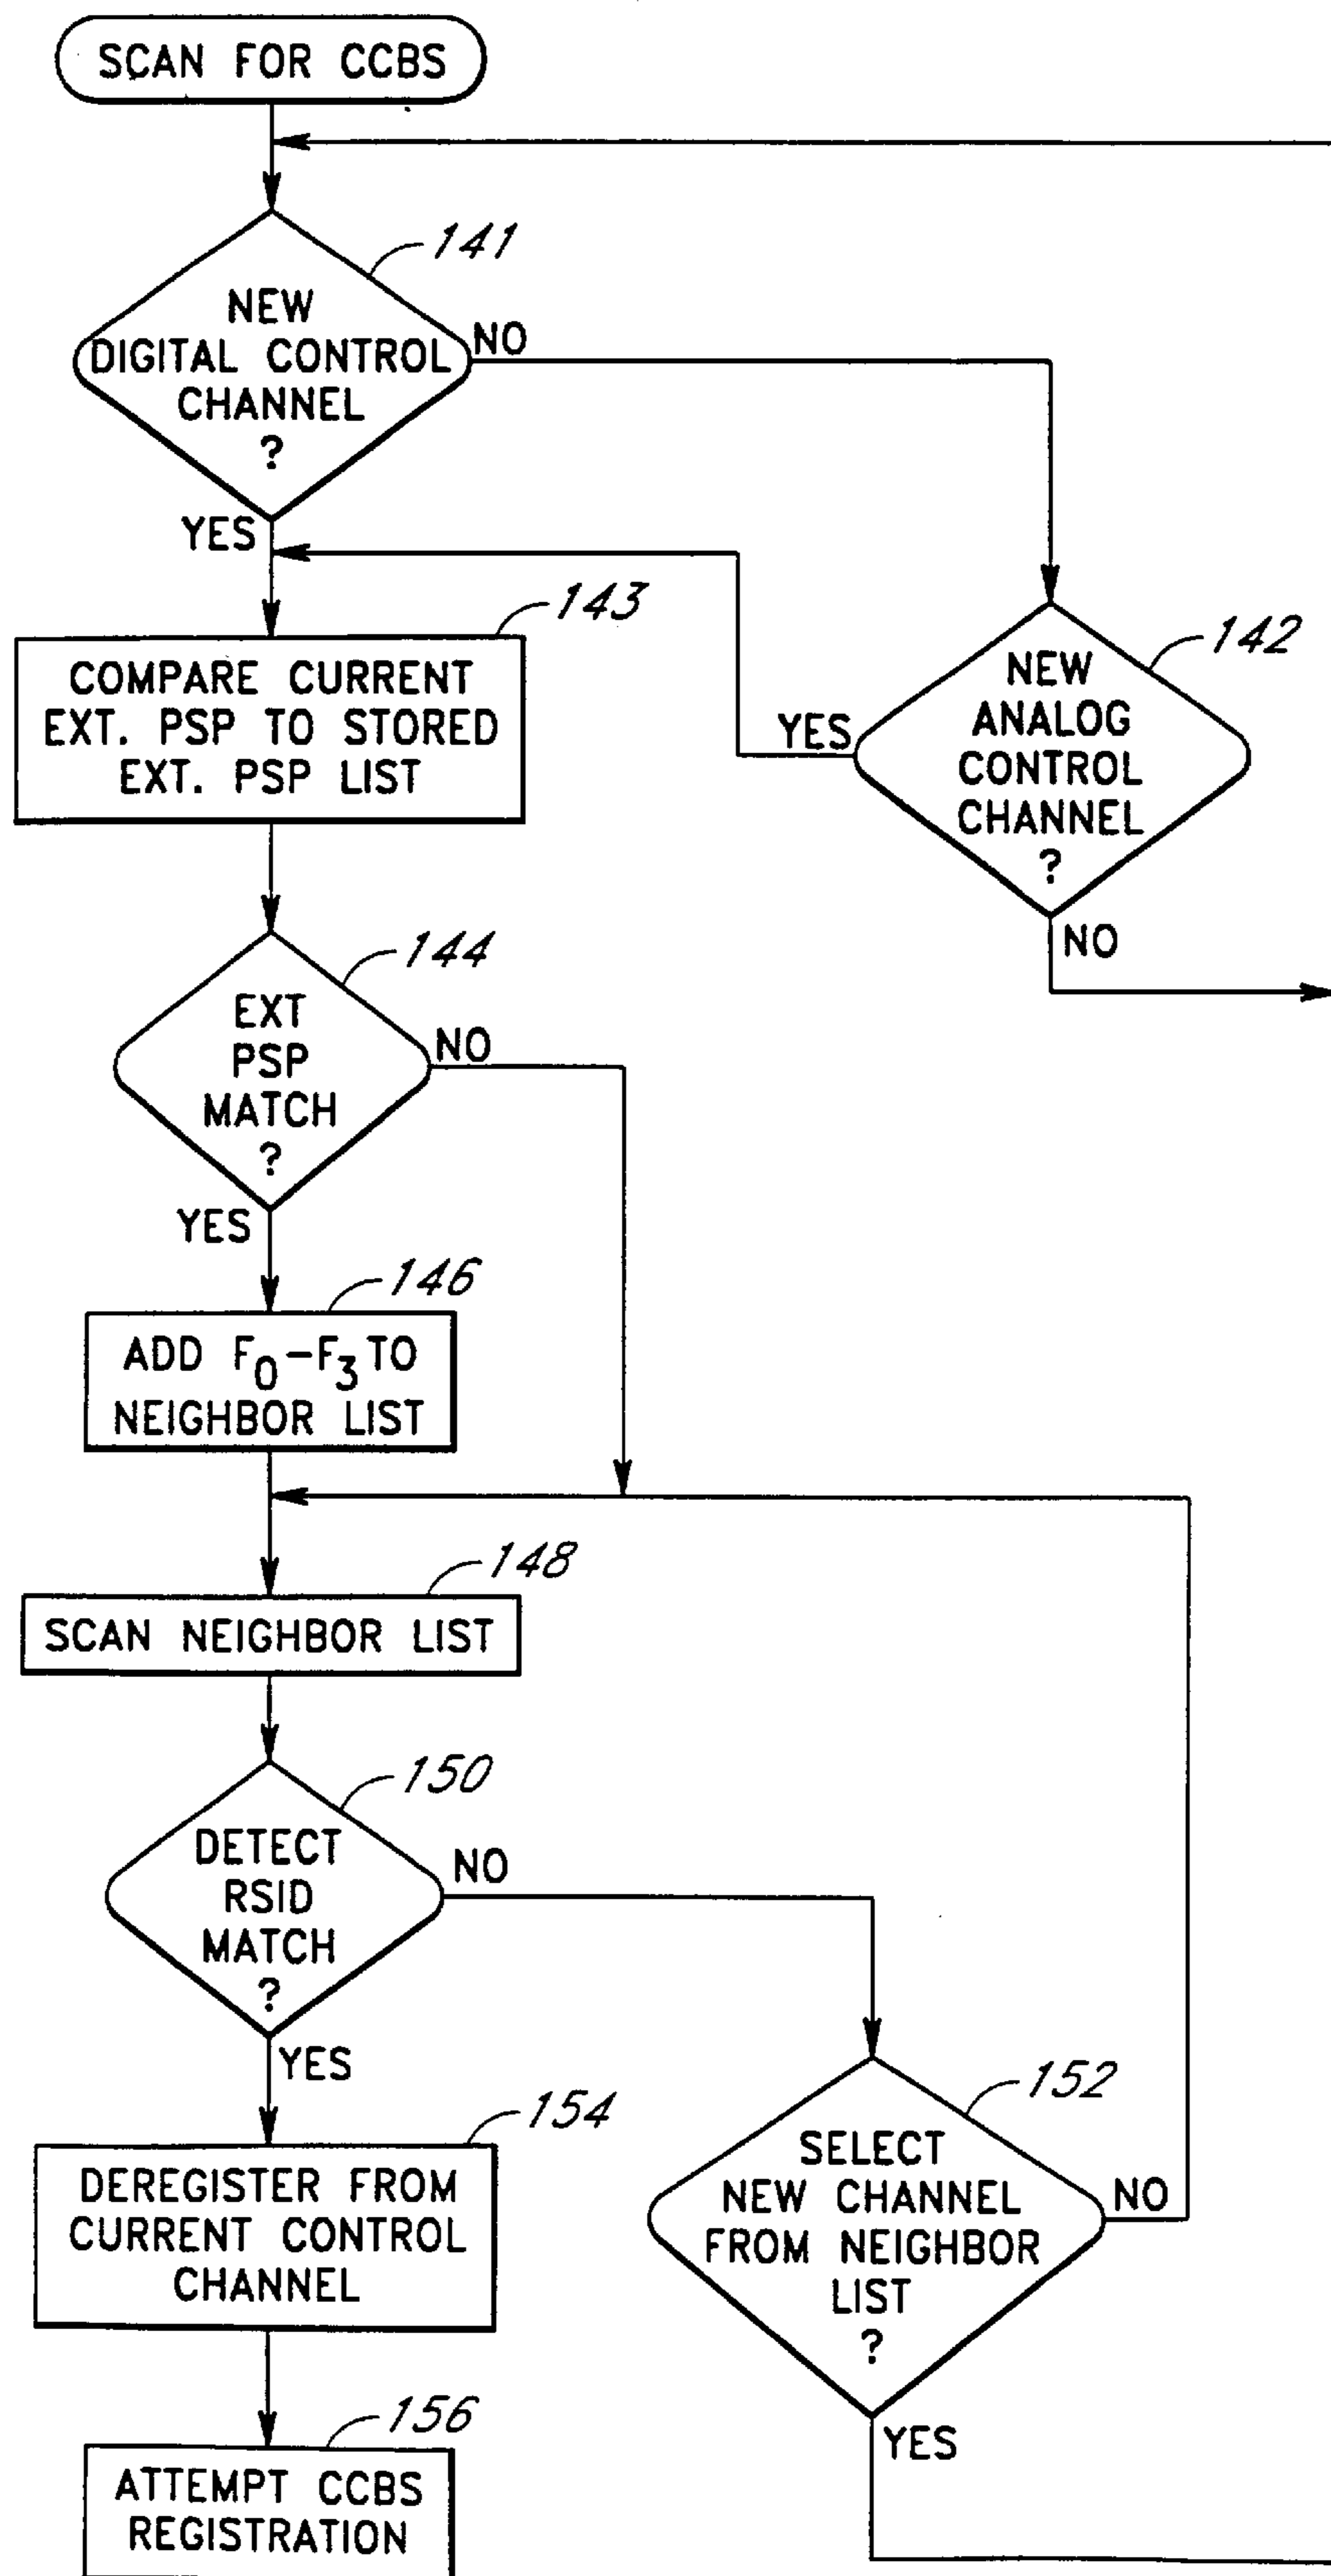 SCAN FOR CCBS
141
NEW
DIGITAL CONTROL
CHANNEL
?
NO
YES
143
COMPARE CURRENT
EXT. PSP TO STORED
EXT. PSP LIST
142
NEW
ANALOG
CONTROL
CHANNEL
?
YES
NO
144
EXT
PSP
MATCH
?
NO
YES
146
ADD F0-F3 TO
NEIGHBOR LIST
148
SCAN NEIGHBOR LIST
150
DETECT
RSID
MATCH
?
NO
YES
152
SELECT
NEW CHANNEL
FROM NEIGHBOR
LIST
?
NO
YES
154
DEREGISTER FROM
CURRENT CONTROL
CHANNEL
156
ATTEMPT CCBS
REGISTRATION